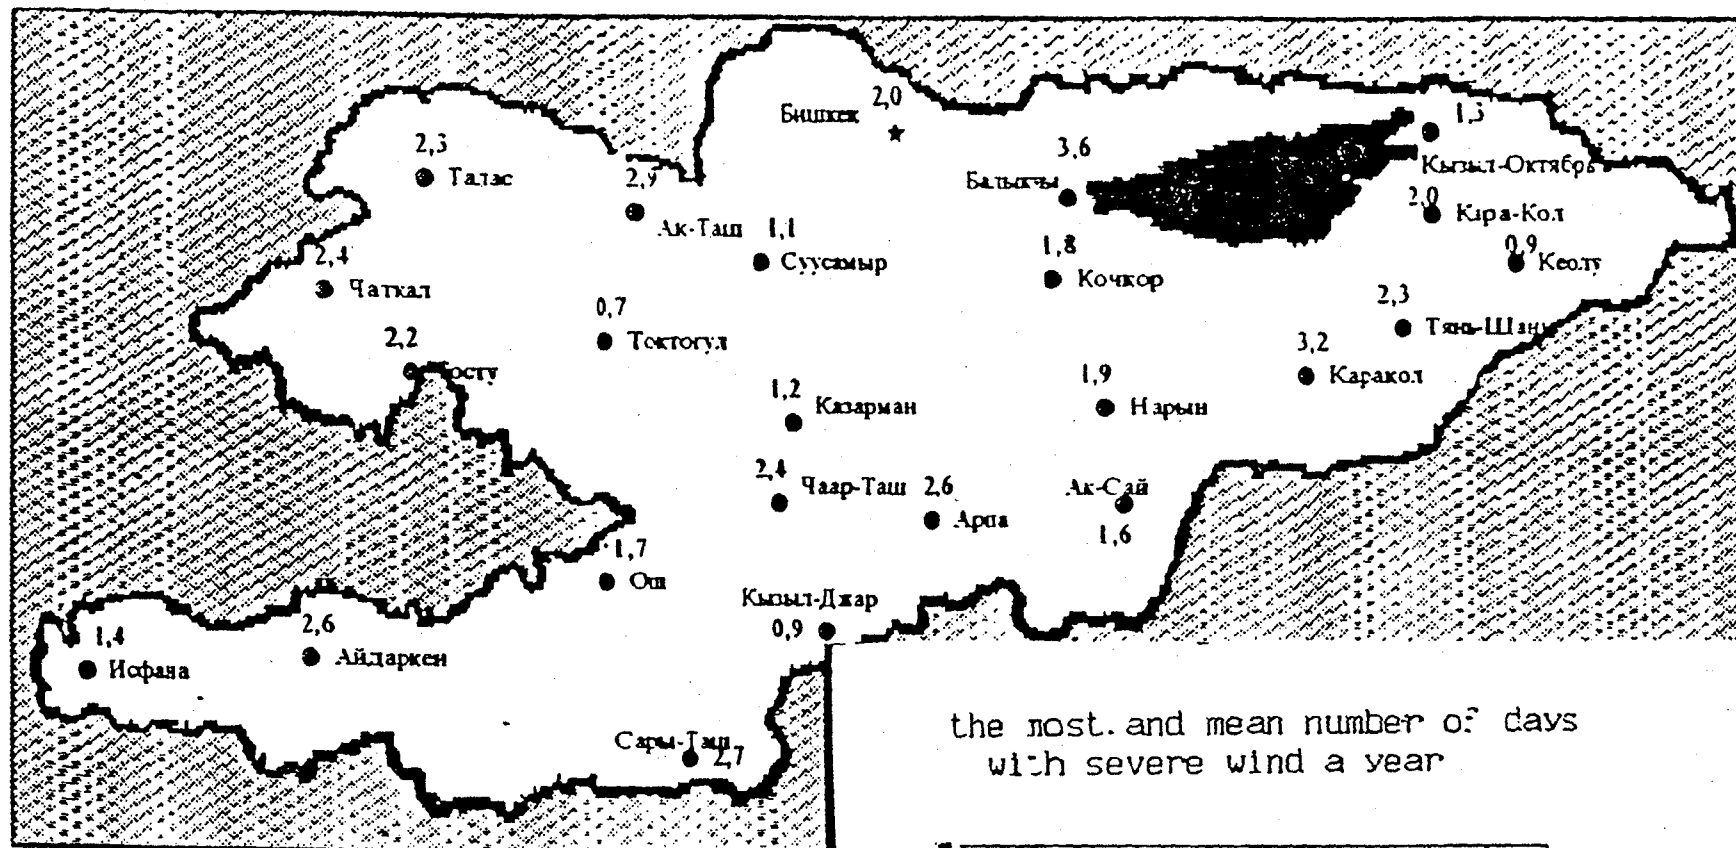 2,0
Бишкек
1,3
3,6
Кызыл-Октябрь
2,3
Талас
Балыкчы
2,9
2,0
Кара-Кол
Ак-Таш
1,1
Суусамыр
1,8
Кочкор
0,9
Кеолу
2,4
Чаткал
0,7
Токтогул
2,3
Тянь-Шань
2,2
3,2
Каракол
1,2
Казарман
1,9
Нарын
2,4
Чаар-Таш
2,6
Арпа
Ак-Сай
1,6
1,7
Ош
Кызыл-Джар
0,9
1,4
Исфана
2,6
Айдаркен
Сары-Таш
2,7
the most.and mean number of days
with severe wind a year